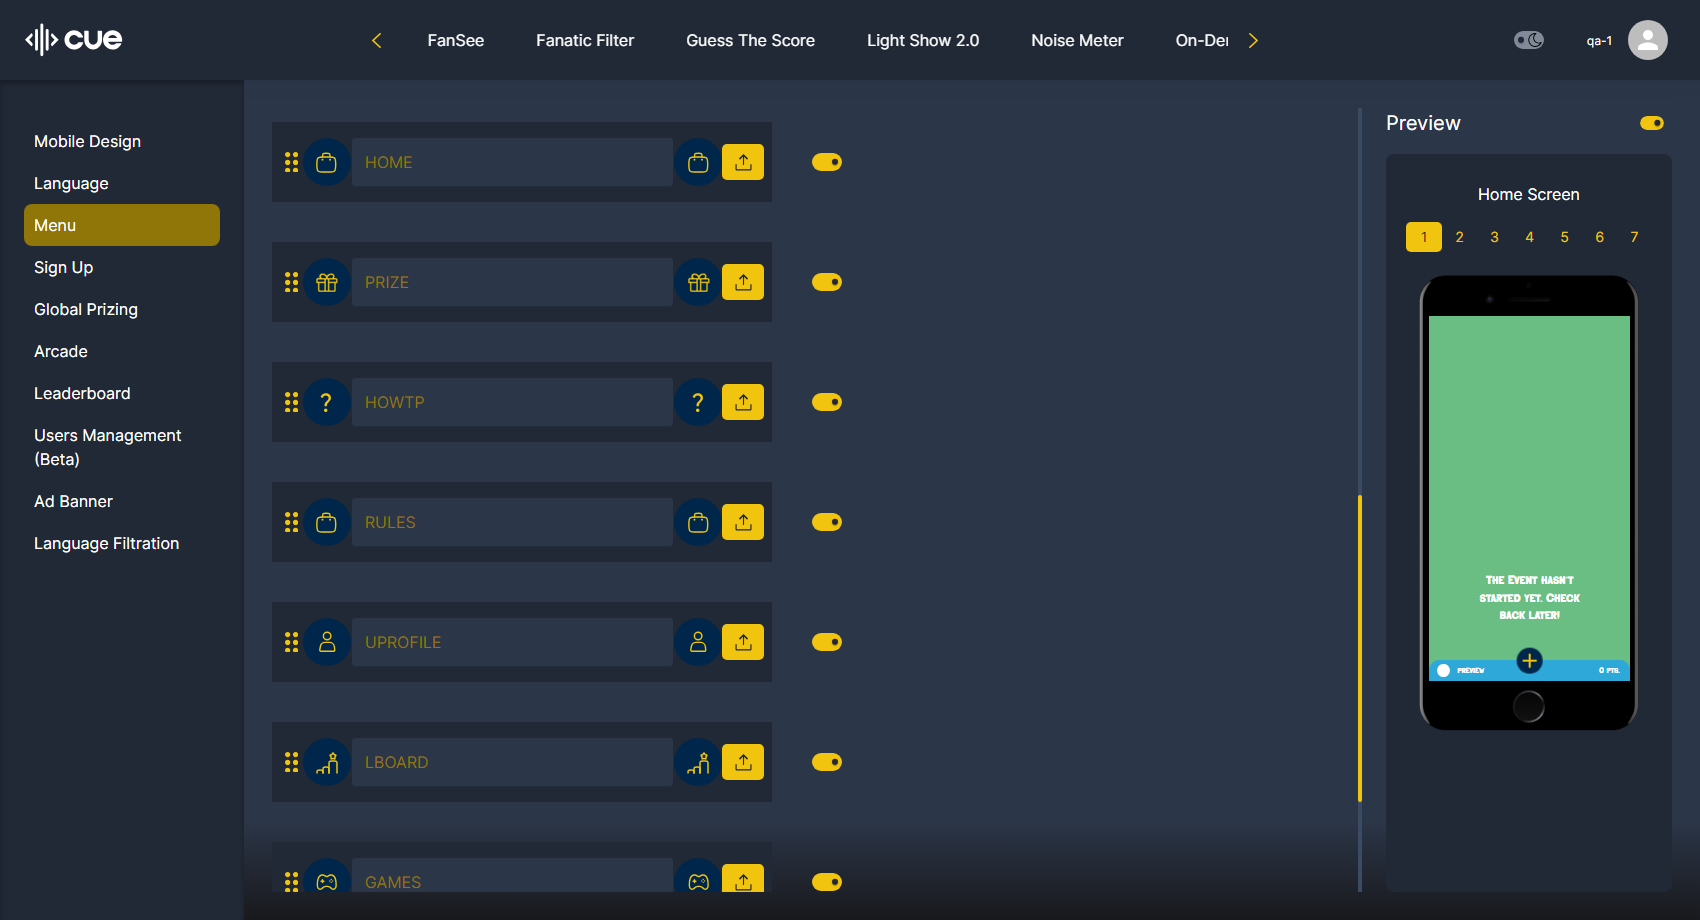 cue
FanSee
Fanatic Filter
Guess The Score
Light Show 2.0
Noise Meter
On-Der
qa-1
Mobile Design
Language
Menu
Sign Up
Global Prizing
Arcade
Leaderboard
Users Management
(Beta)
Ad Banner
Language Filtration
HOME
PRIZE
HOWTP
RULES
UPROFILE
LBOARD
GAMES
Preview
Home Screen
1 2 3 4 5 6 7
The Event hasn't
started yet. Check
back later!
PREVIEW
0 PTS.